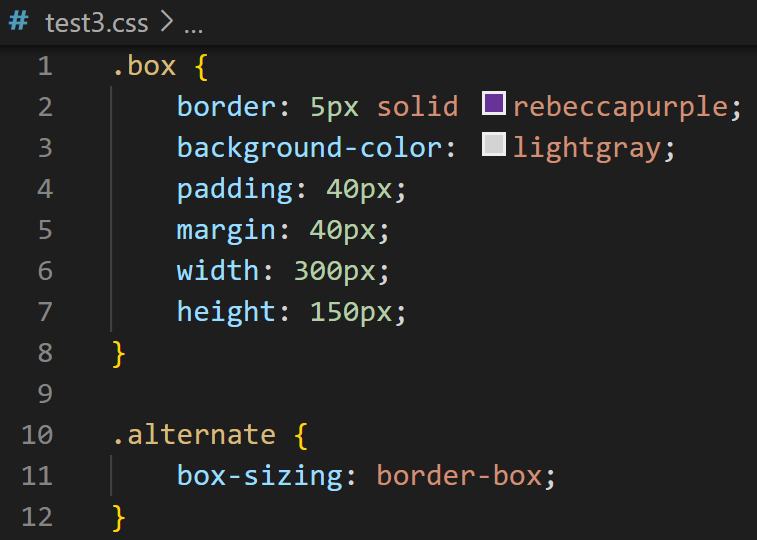 # test3.css > ...
1 .box {
2 border: 5px solid rebeccapurple;
3 background-color: lightgray;
4 padding: 40px;
5 margin: 40px;
6 width: 300px;
7 height: 150px;
8 }
9
10 .alternate {
11 box-sizing: border-box;
12 }